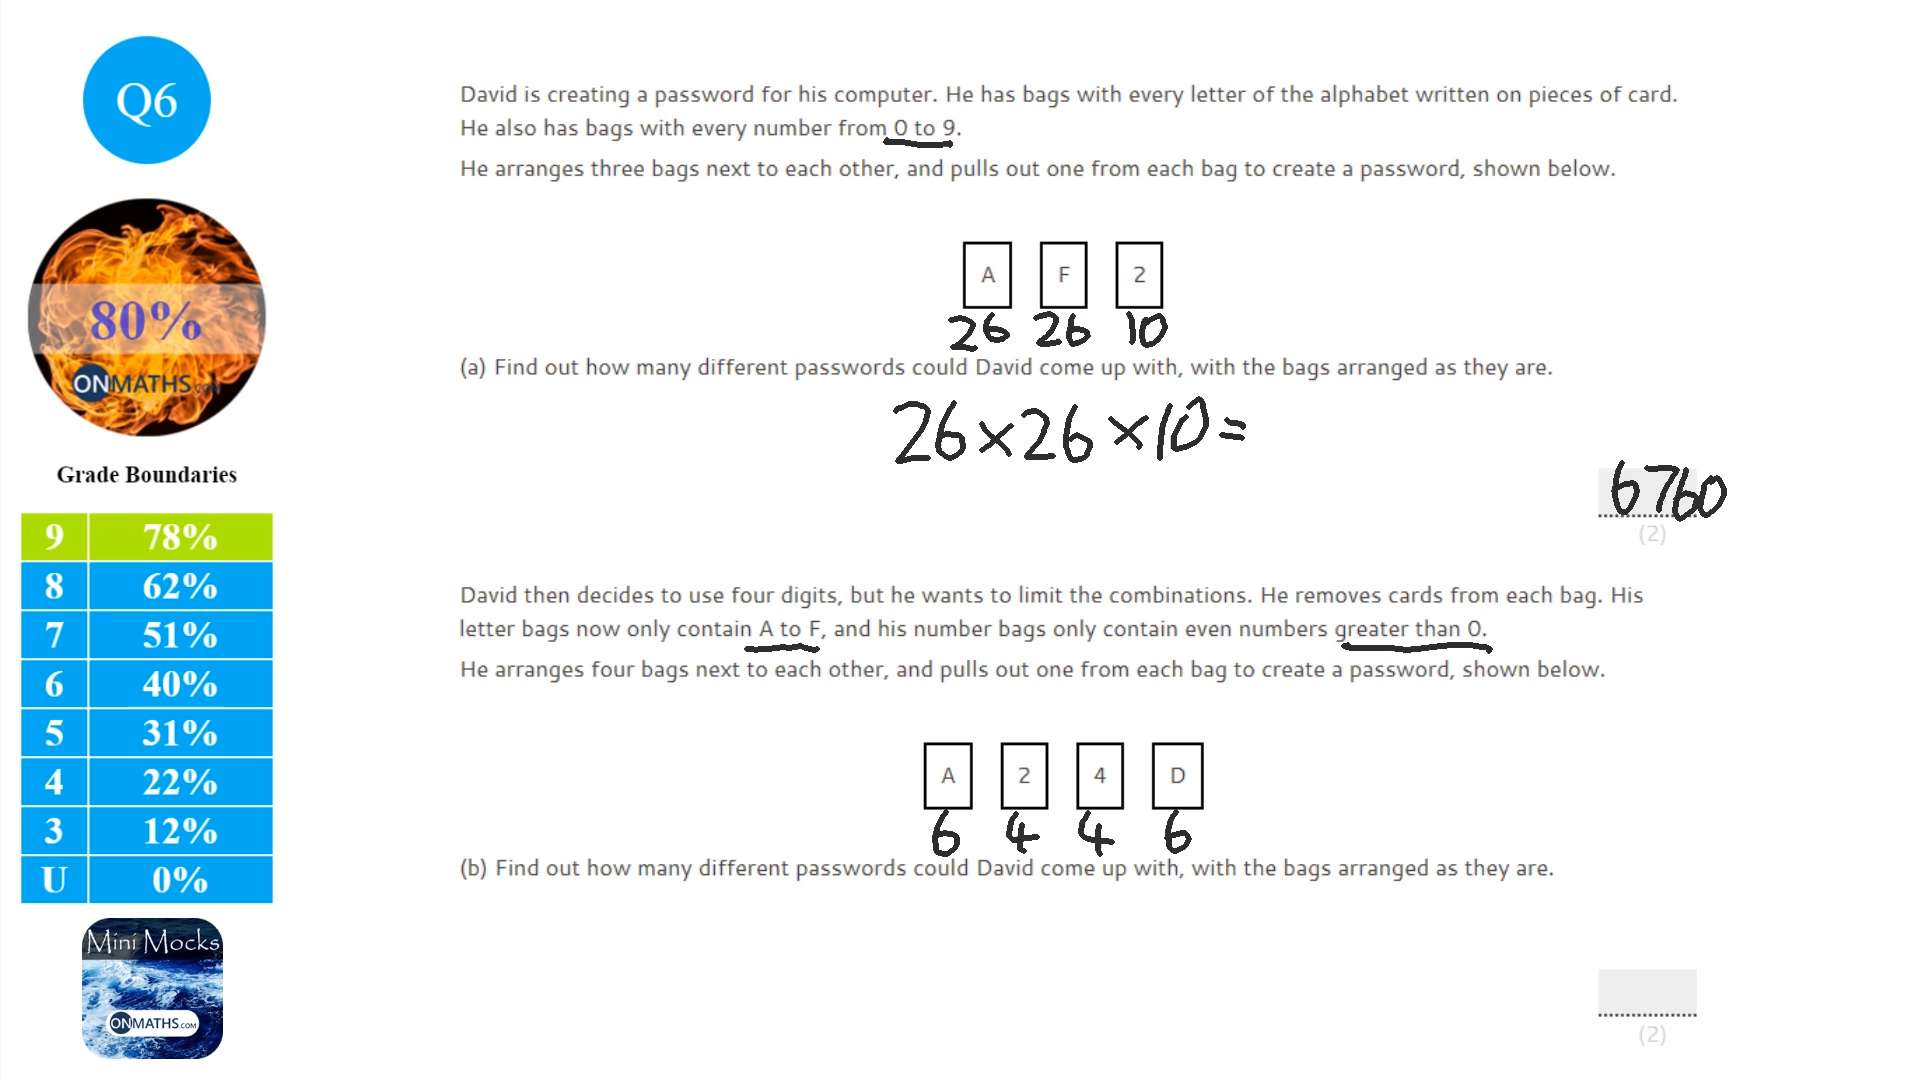 Q6
80%
ONMATHS.com
Grade Boundaries
9 78%
8 62%
7 51%
6 40%
5 31%
4 22%
3 12%
U 0%
Mini Mocks
ONMATHS.COM
David is creating a password for his computer. He has bags with every letter of the alphabet written on pieces of card.
He also has bags with every number from 0 to 9.
He arranges three bags next to each other, and pulls out one from each bag to create a password, shown below.
A F 2
26 26 10
(a) Find out how many different passwords could David come up with, with the bags arranged as they are.
26×26×10=
6760
(2)
David then decides to use four digits, but he wants to limit the combinations. He removes cards from each bag. His
letter bags now only contain A to F, and his number bags only contain even numbers greater than 0.
He arranges four bags next to each other, and pulls out one from each bag to create a password, shown below.
A 2 4 D
6 4 4 6
(b) Find out how many different passwords could David come up with, with the bags arranged as they are.
(2)